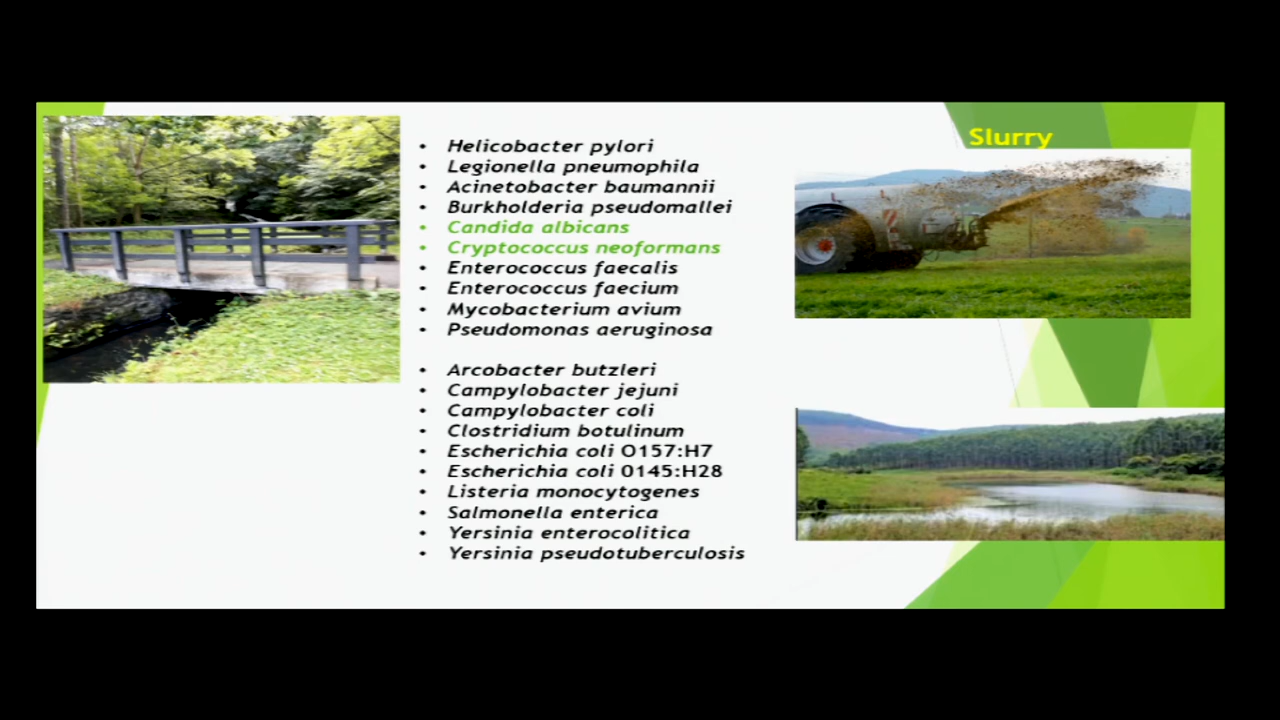 Slurry
• Helicobacter pylori
• Legionella pneumophila
• Acinetobacter baumannii
• Burkholderia pseudomallei
• Candida albicans
• Cryptococcus neoformans
• Enterococcus faecalis
• Enterococcus faecium
• Mycobacterium avium
• Pseudomonas aeruginosa
• Arcobacter butzleri
• Campylobacter jejuni
• Campylobacter coli
• Clostridium botulinum
• Escherichia coli O157:H7
• Escherichia coli 0145:H28
• Listeria monocytogenes
• Salmonella enterica
• Yersinia enterocolitica
• Yersinia pseudotuberculosis